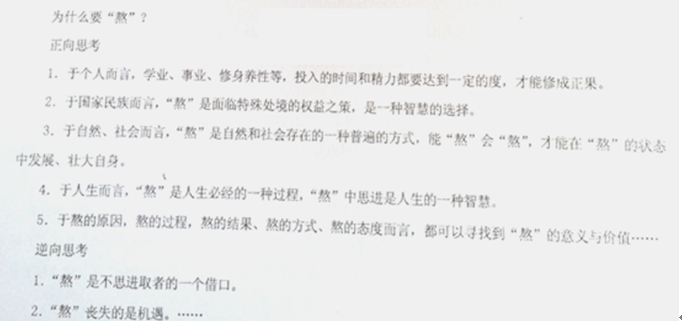 为什么要“熬”？
正向思考
1．于个人而言，学业、事业、修身养性等，投入的时间和精力都要达到一定的度，才能修成正果。
2．于国家民族而言，“熬”是面临特殊处境的权益之策，是一种智慧的选择。
3．于自然、社会而言，“熬”是自然和社会存在的一种普遍的方式，能“熬”会“熬”，才能在“熬”的状态
中发展、壮大自身。
4．于人生而言，“熬”是人生必经的一种过程，“熬”中思进是人生的一种智慧。
5．于熬的原因，熬的过程，熬的结果、熬的方式、熬的态度而言，都可以寻找到“熬”的意义与价值……
逆向思考
1．“熬”是不思进取者的一个借口。
2．“熬”丧失的是机遇。……